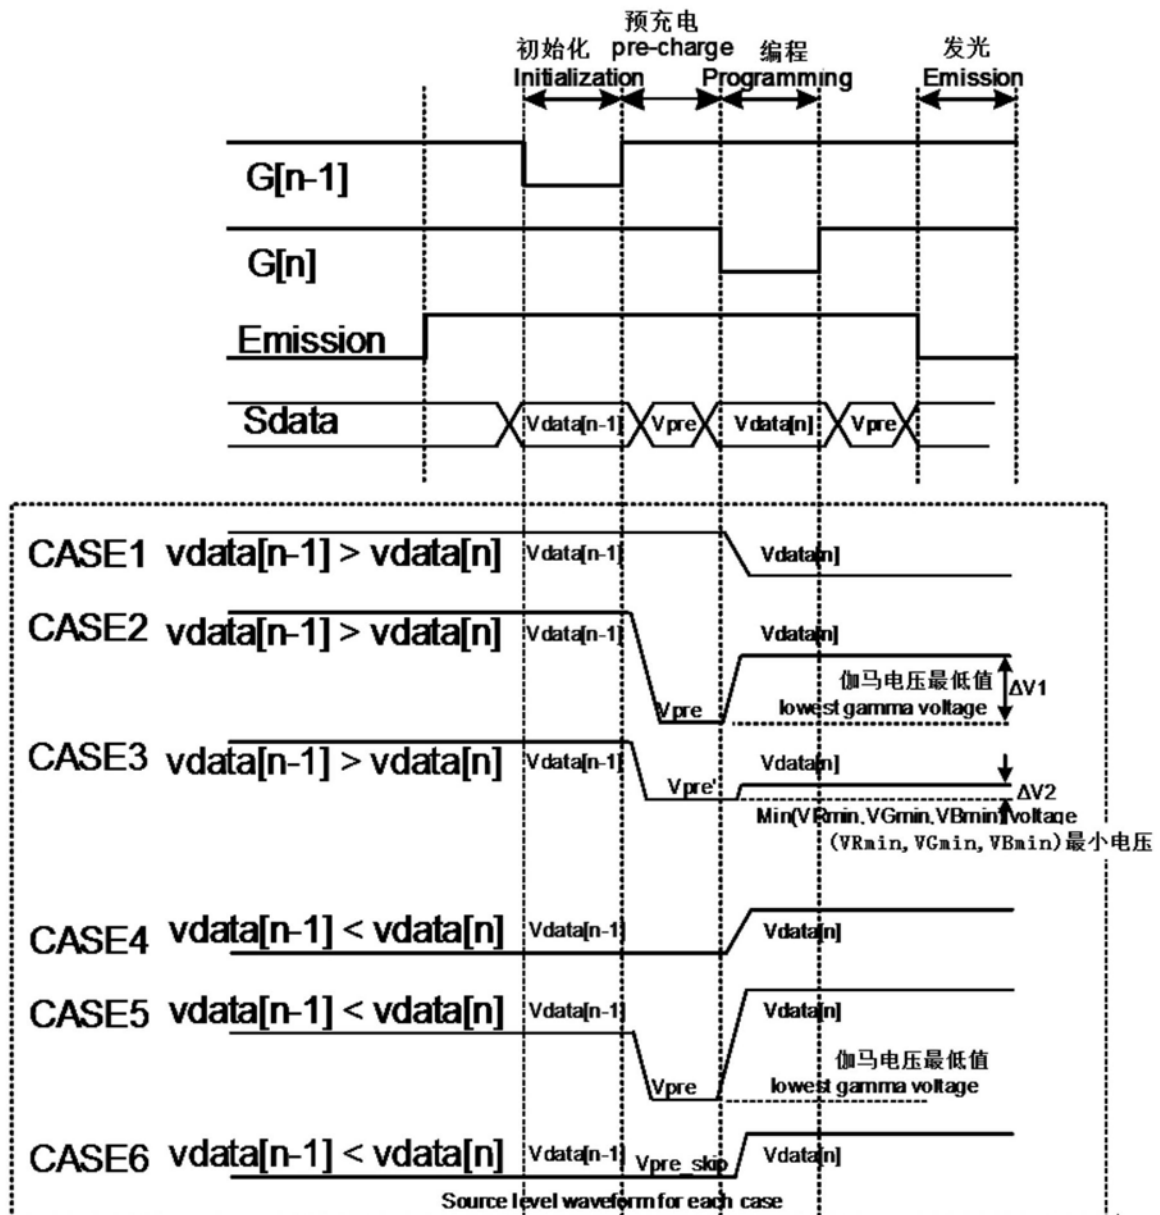 预充电
初始化 pre-charge 编程 发光
Initialization Programming Emission
G[n-1]
G[n]
Emission
Sdata Vdata[n-1] Vpre Vdata[n] Vpre
CASE1 vdata[n-1] > vdata[n] Vdata[n-1] Vdata[n]
CASE2 vdata[n-1] > vdata[n] Vdata[n-1] Vdata[n]
伽马电压最低值 ΔV1
Vpre lowest gamma voltage
CASE3 vdata[n-1] > vdata[n] Vdata[n-1] Vdata[n]
Vpre' ΔV2
Min(VRmin,VGmin,VBmin)voltage
(VRmin, VGmin, VBmin)最小电压
CASE4 vdata[n-1] < vdata[n] Vdata[n-1] Vdata[n]
CASE5 vdata[n-1] < vdata[n] Vdata[n-1] Vdata[n]
伽马电压最低值
Vpre lowest gamma voltage
CASE6 vdata[n-1] < vdata[n] Vdata[n-1] Vpre_skip Vdata[n]
Source level waveform for each case